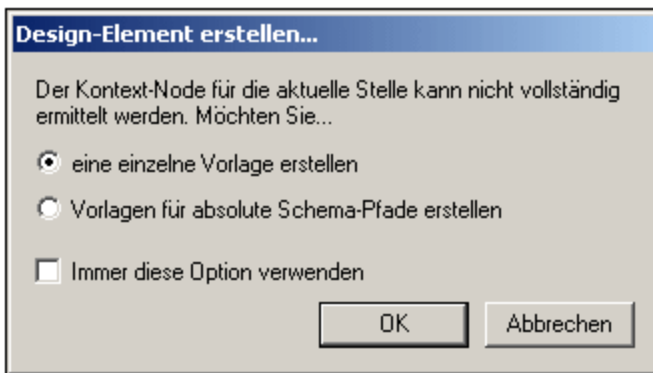 Design-Element erstellen...
Der Kontext-Node für die aktuelle Stelle kann nicht vollständig
ermittelt werden. Möchten Sie...
eine einzelne Vorlage erstellen
Vorlagen für absolute Schema-Pfade erstellen
Immer diese Option verwenden
OK Abbrechen